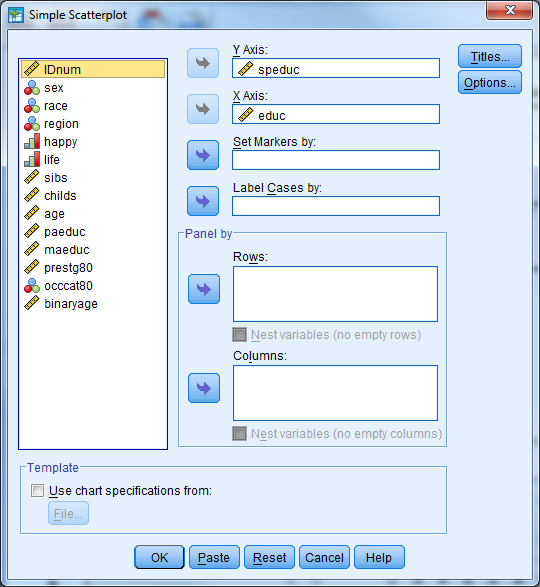 Simple Scatterplot
IDnum
sex
race
region
happy
life
sibs
childs
age
paeduc
maeduc
prestg80
occcat80
binaryage
Y Axis:
speduc
X Axis:
educ
Set Markers by:
Label Cases by:
Panel by
Rows:
Nest variables (no empty rows)
Columns:
Nest variables (no empty columns)
Titles...
Options...
Template
Use chart specifications from:
File...
OK Paste Reset Cancel Help